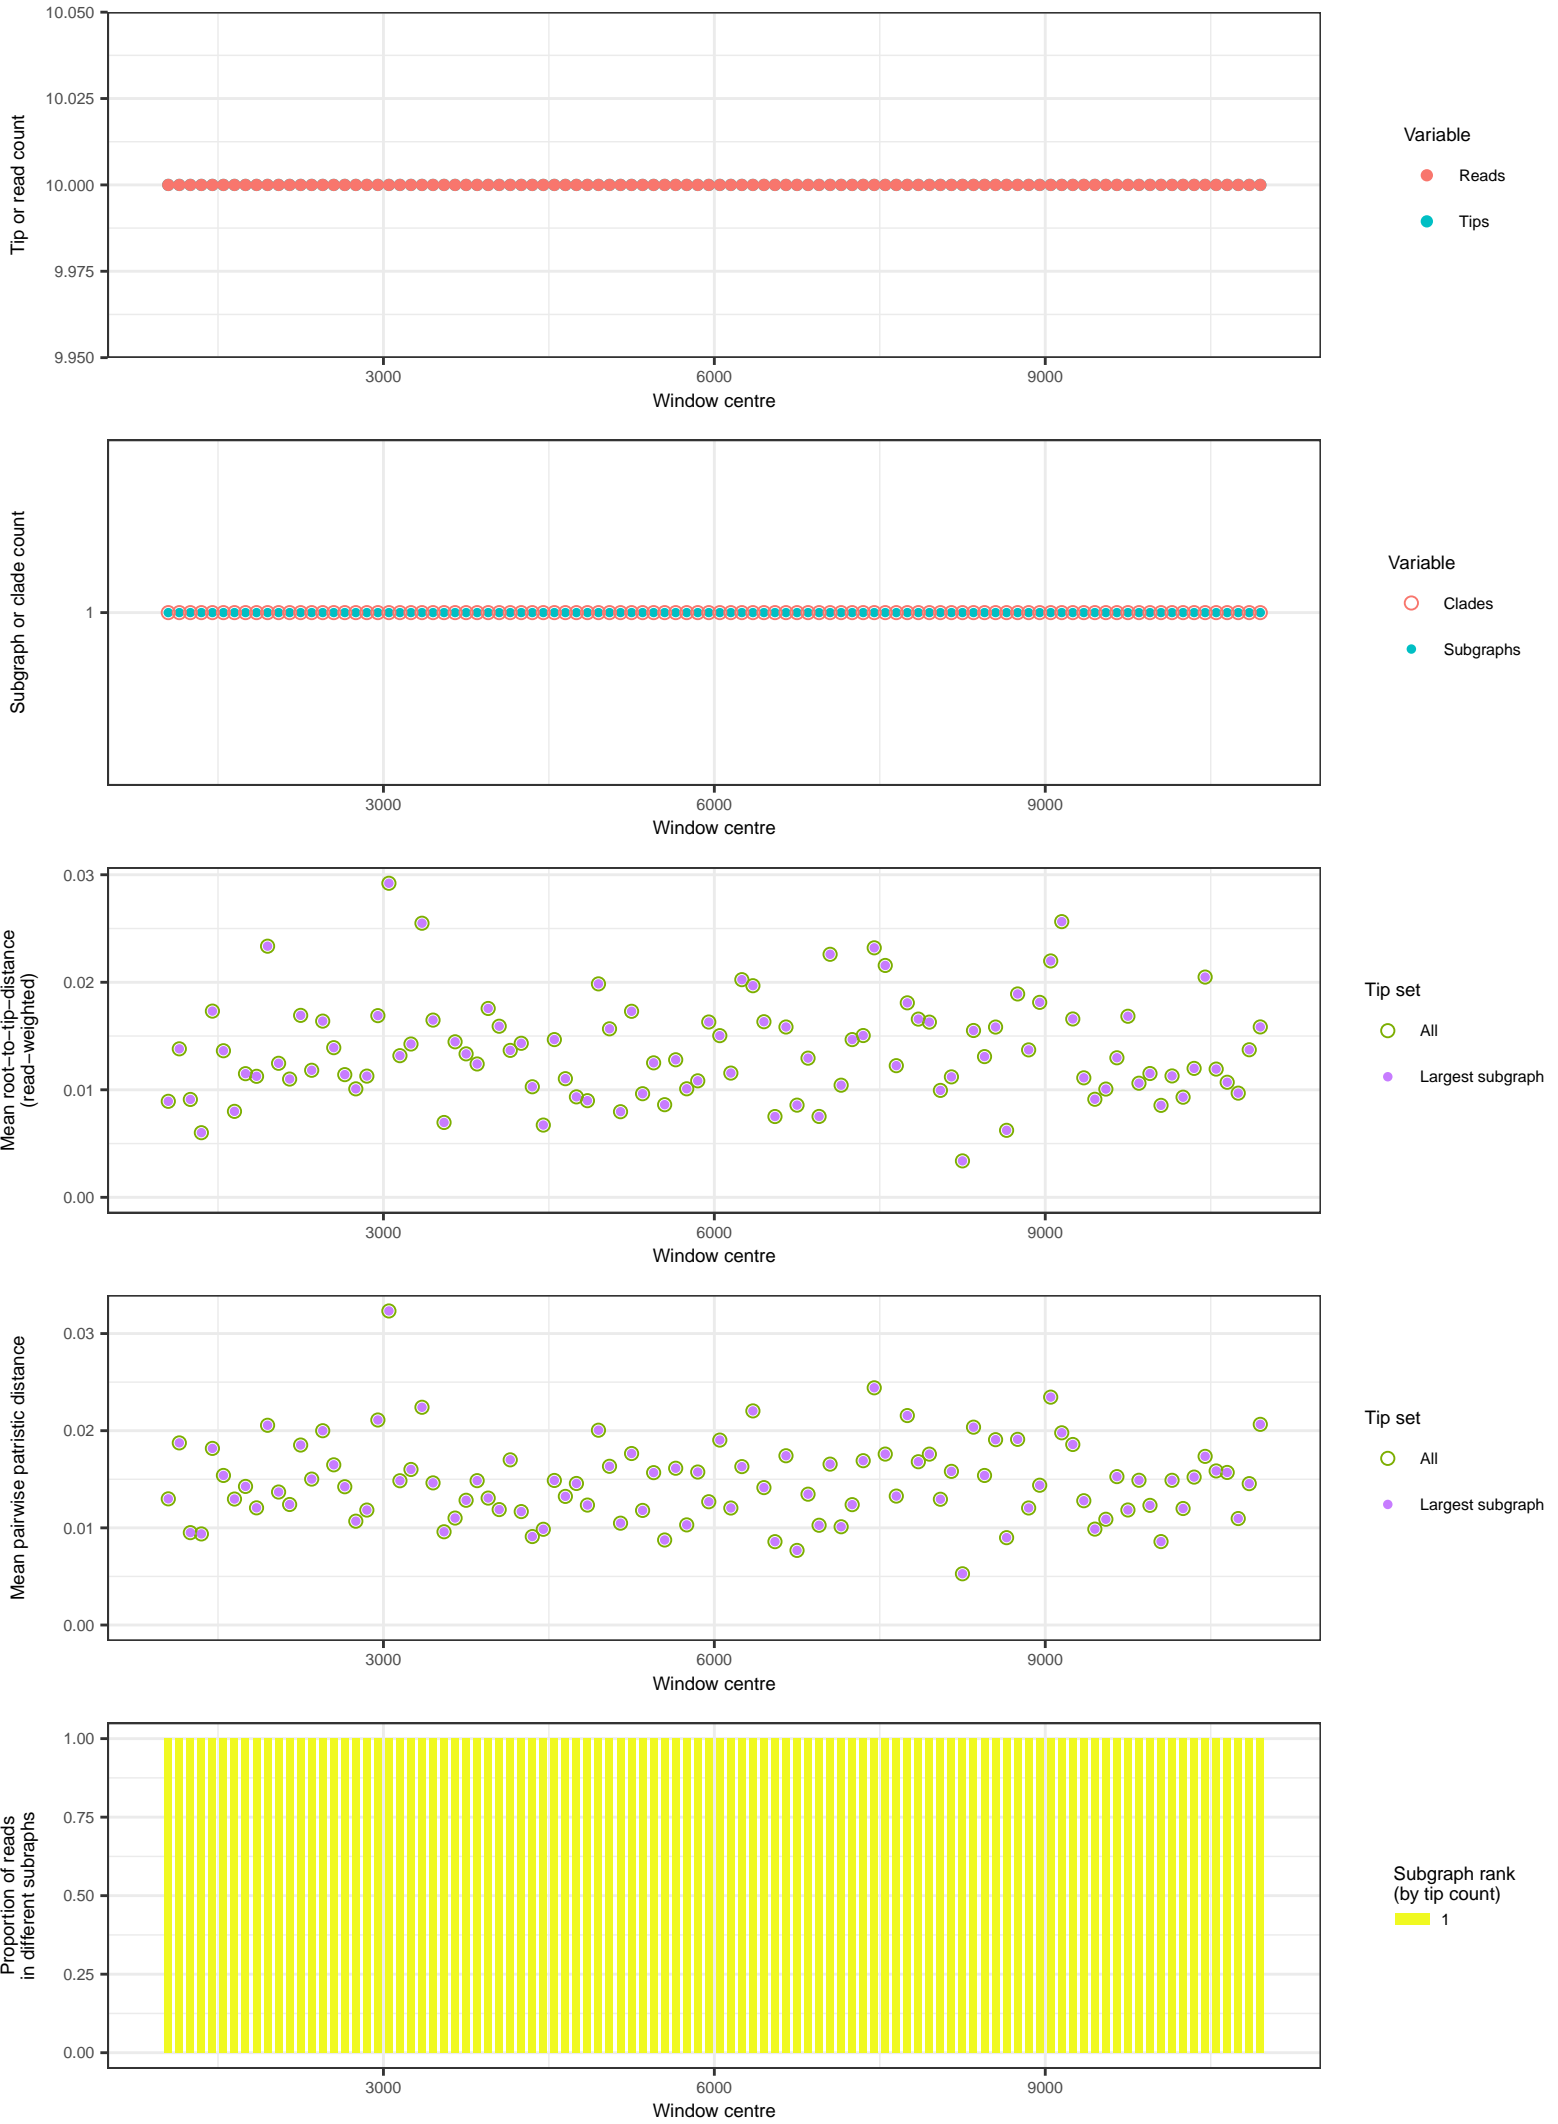 10.050
10.025
10.000
9.975
9.950
Tip or read count
3000 6000 9000
Window centre
Variable
Reads
Tips
Subgraph or clade count
1
3000 6000 9000
Window centre
Variable
Clades
Subgraphs
Mean root−to−tip−distance
(read−weighted)
0.03
0.02
0.01
0.00
3000 6000 9000
Window centre
Tip set
All
Largest subgraph
Mean pairwise patristic distance
0.03
0.02
0.01
0.00
3000 6000 9000
Window centre
Tip set
All
Largest subgraph
Proportion of reads
in different subraphs
1.00
0.75
0.50
0.25
0.00
3000 6000 9000
Window centre
Subgraph rank
(by tip count)
1